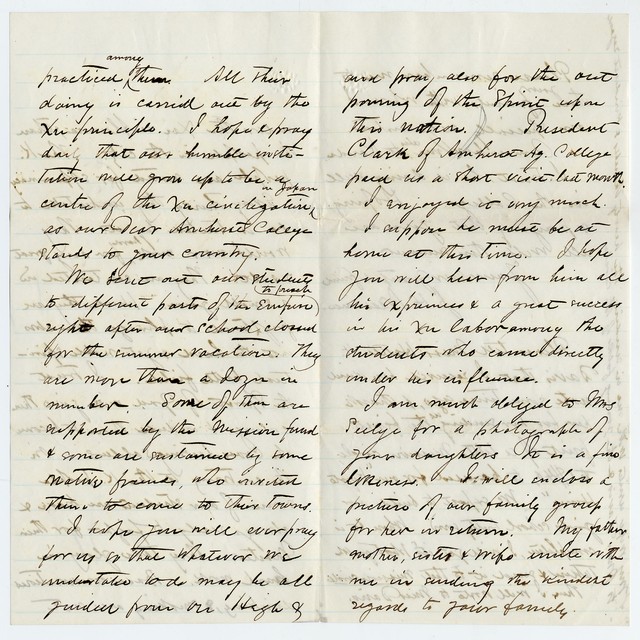 among
practiced them. All their
doing is carried out by the
Xn principle. I hope & pray
daily that our humble insti-
tution will grow up to be a
in Japan
centre of the Xn civilization
as our Dear Amherst College
stands to your country.
We sent out our students
to preach
to different parts of the Empire
right after our school closed
for the summer vacation. They
are more than a dozen in
number. Some of them are
supported by the Mission fund
& some are sustained by some
native friends, who invited
them to come to their towns.
I hope you will ever pray
for us so that whatever we
undertake to do may be all
guided from on High &
and pray also for the out
pouring of the Spirit upon
this nation. President
Clark of Amherst Ag. College
paid us a short visit last month.
I enjoyed it very much.
I suppose he must be at
home at this time. I hope
you will hear from him all
his expriences & a great success
in his Xn labor among the
students who came directly
under his influence.
I am much obliged to Mrs
Seelye for a photograph of
your daughters It is a fine
likeness. I will enclose a
picture of our family group
for her in return. My father
mother, sister & wife unite with
me in sending the kindest
regards to your family.